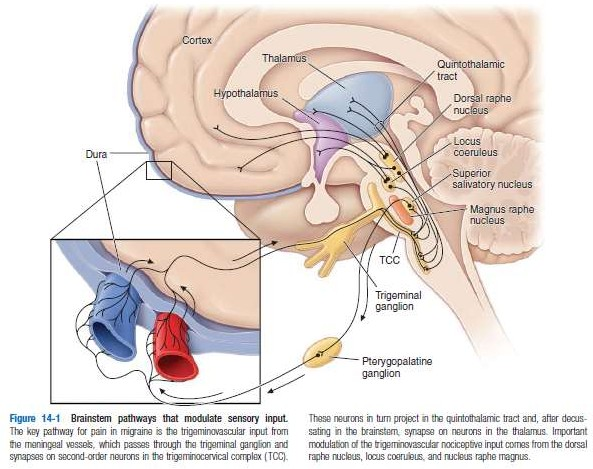 Cortex
Thalamus
Hypothalamus
Quintothalamic
tract
Dorsal raphe
nucleus
Locus
coeruleus
Dura
Superior
salivatory nucleus
Magnus raphe
nucleus
TCC
Trigeminal
ganglion
Pterygopalatine
ganglion
Figure 14-1 Brainstem pathways that modulate sensory input.
The key pathway for pain in migraine is the trigeminovascular input from
the meningeal vessels, which passes through the trigeminal ganglion and
synapses on second-order neurons in the trigeminocervical complex (TCC).
These neurons in turn project in the quintothalamic tract and, after decus-
sating in the brainstem, synapse on neurons in the thalamus. Important
modulation of the trigeminovascular nociceptive input comes from the dorsal
raphe nucleus, locus coeruleus, and nucleus raphe magnus.